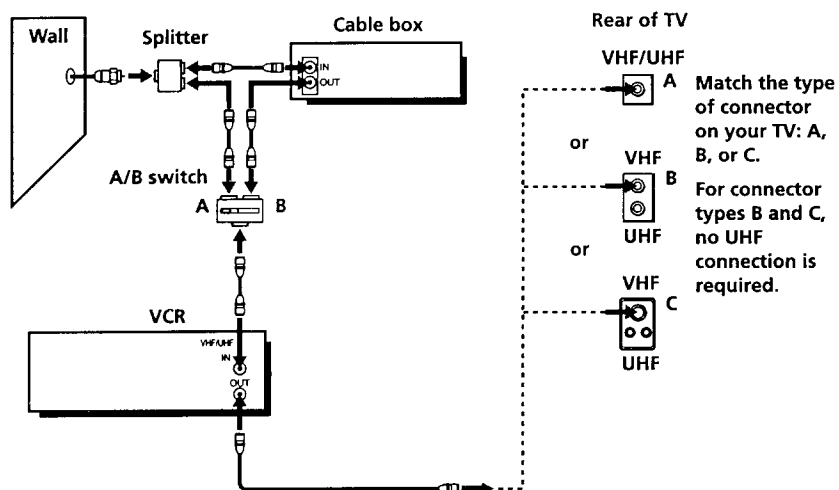 Wall
Splitter
Cable box
IN
OUT
A/B switch
A
B
VCR
VHF/UHF
IN
OUT
Rear of TV
VHF/UHF
A
or
VHF
B
UHF
or
VHF
C
UHF
Match the type
of connector
on your TV: A,
B, or C.
For connector
types B and C,
no UHF
connection is
required.